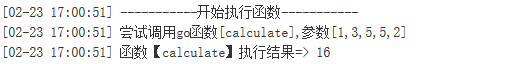 [02-23 17:00:51] -----------开始执行函数-----------
[02-23 17:00:51] 尝试调用go函数[calculate],参数[1,3,5,5,2]
[02-23 17:00:51] 函数【calculate】执行结果=> 16